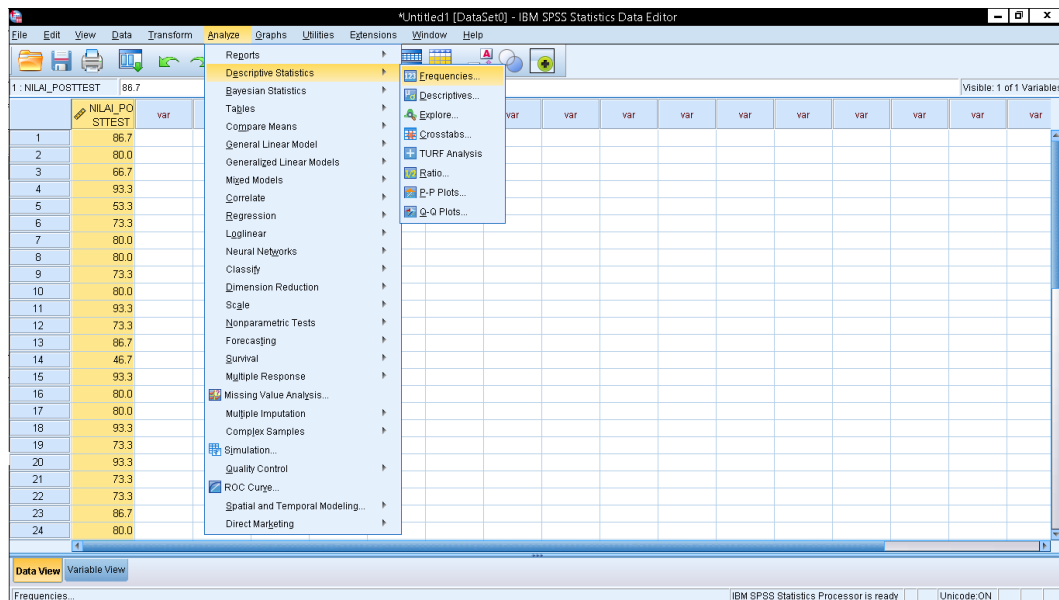 *Untitled1 [DataSet0] - IBM SPSS Statistics Data Editor
File Edit View Data Transform Analyze Graphs Utilities Extensions Window Help
1 : NILAI_POSTTEST 86.7 Visible: 1 of 1 Variables
NILAI_PO
STTEST
var var var var var var var var var var
1 86.7
2 80.0
3 66.7
4 93.3
5 53.3
6 73.3
7 80.0
8 80.0
9 73.3
10 80.0
11 93.3
12 73.3
13 86.7
14 46.7
15 93.3
16 80.0
17 80.0
18 93.3
19 73.3
20 93.3
21 73.3
22 73.3
23 86.7
24 80.0
Reports
Descriptive Statistics
Bayesian Statistics
Tables
Compare Means
General Linear Model
Generalized Linear Models
Mixed Models
Correlate
Regression
Loglinear
Neural Networks
Classify
Dimension Reduction
Scale
Nonparametric Tests
Forecasting
Survival
Multiple Response
Missing Value Analysis...
Multiple Imputation
Complex Samples
Simulation...
Quality Control
ROC Curve...
Spatial and Temporal Modeling...
Direct Marketing
Frequencies...
Descriptives...
Explore...
Crosstabs...
TURF Analysis
Ratio...
P-P Plots...
Q-Q Plots...
Data View Variable View
Frequencies... IBM SPSS Statistics Processor is ready Unicode:ON